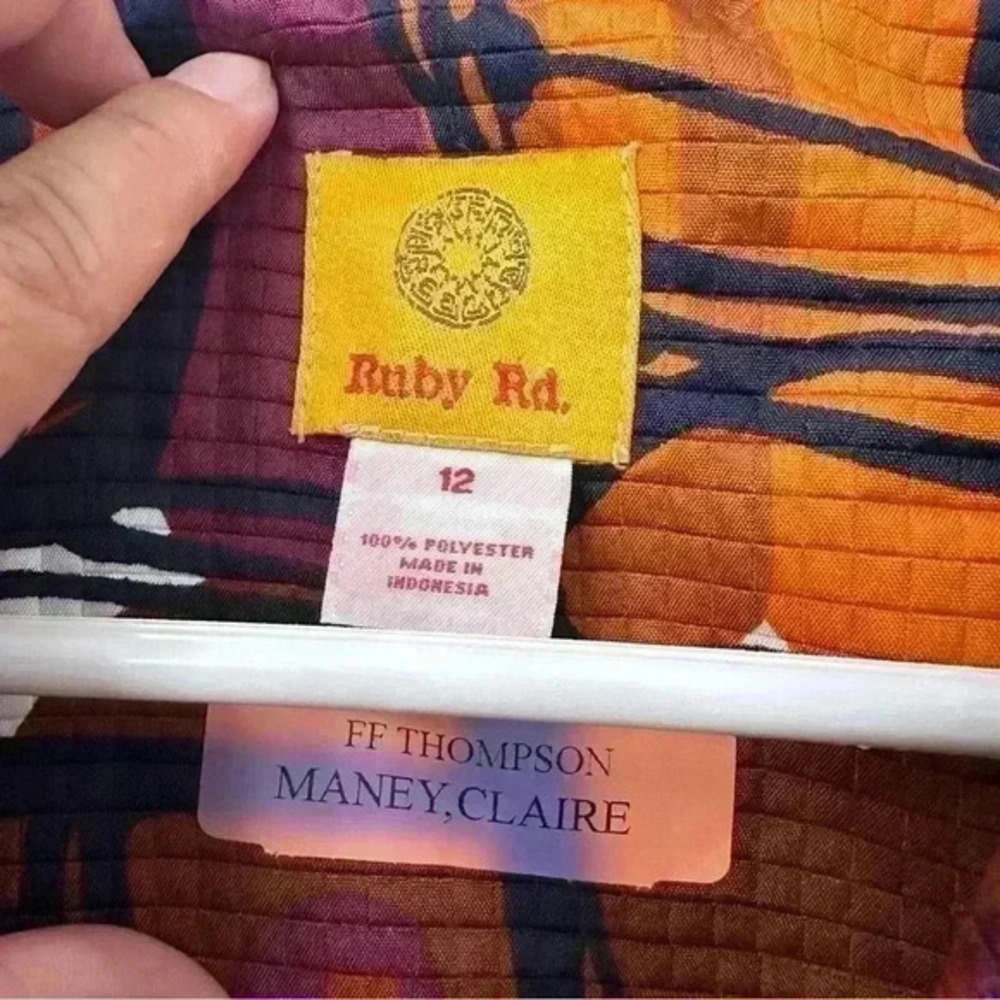 Ruby Rd.
12
100% POLYESTER
MADE IN
INDONESIA
FF THOMPSON
MANEY,CLAIRE